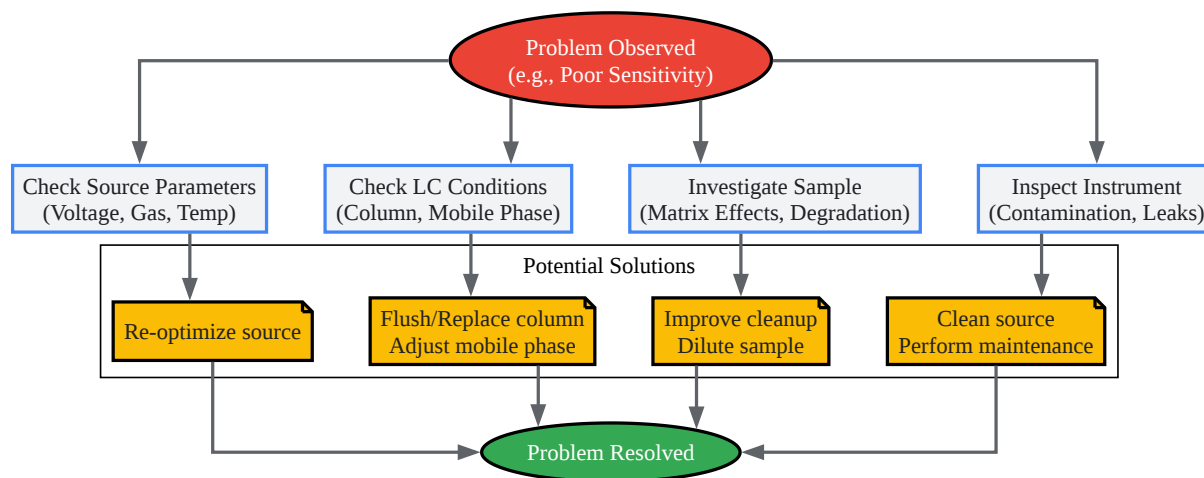 Problem Observed
(e.g., Poor Sensitivity)
Check Source Parameters
(Voltage, Gas, Temp)
Check LC Conditions
(Column, Mobile Phase)
Investigate Sample
(Matrix Effects, Degradation)
Inspect Instrument
(Contamination, Leaks)
Potential Solutions
Re-optimize source
Flush/Replace column
Adjust mobile phase
Improve cleanup
Dilute sample
Clean source
Perform maintenance
Problem Resolved